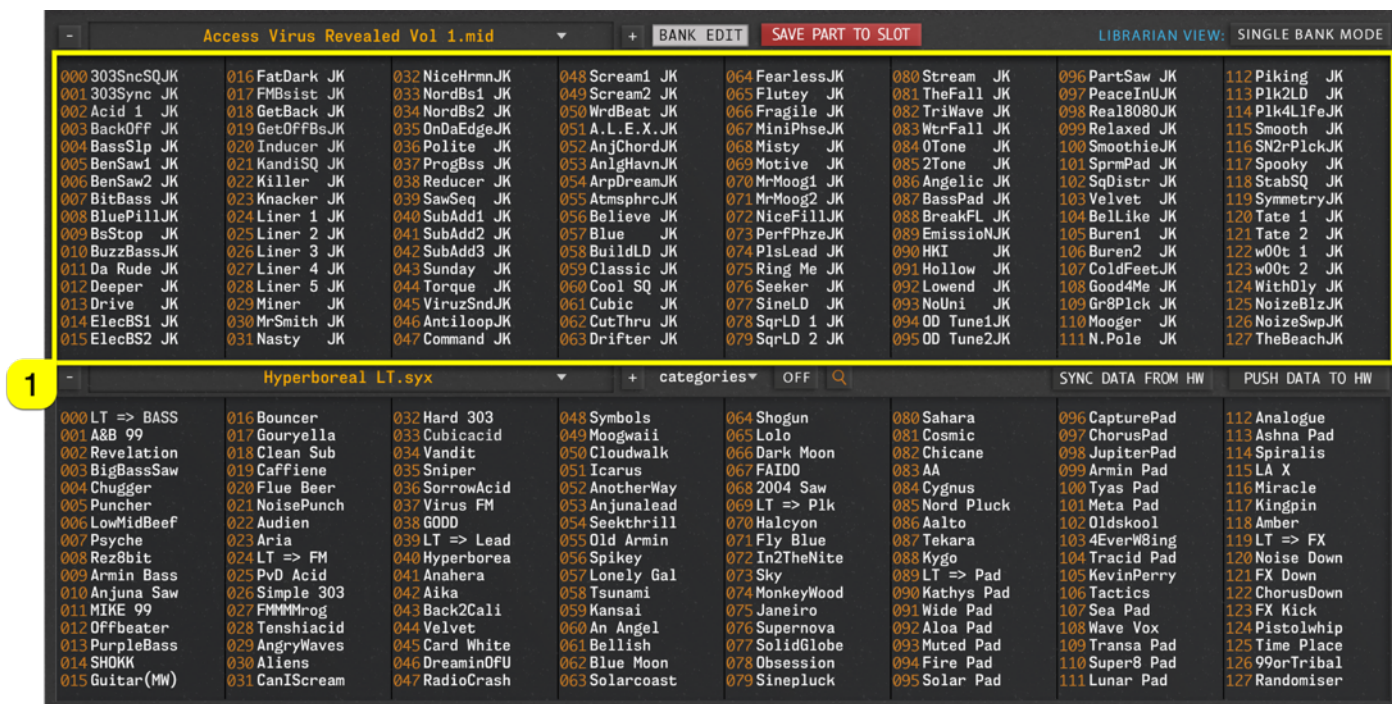 - Access Virus Revealed Vol 1.mid + BANK EDIT SAVE PART TO SLOT LIBRARIAN VIEW: SINGLE BANK MODE
000 303SncSQJK 016 FatDark JK 032 NiceHrmnJK 048 Scream1 JK 064 FearlessJK 080 Stream JK 096 PartSaw JK 112 Piking JK
001 303Sync JK 017 FMBsist JK 033 NordBs1 JK 049 Scream2 JK 065 Flutey JK 081 TheFall JK 097 PeaceInUJK 113 Plk2LD JK
002 Acid 1 JK 018 GetBack JK 034 NordBs2 JK 050 WrdBeat JK 066 Fragile JK 082 TriWave JK 098 Real8080JK 114 Plk4LlfeJK
003 BackOff JK 019 GetOffBsJK 035 OnDaEdgeJK 051 A.L.E.X.JK 067 MiniPhseJK 083 WtrFall JK 099 Relaxed JK 115 Smooth JK
004 BassSlp JK 020 Inducer JK 036 Polite JK 052 AnjChordJK 068 Misty JK 084 0Tone JK 100 SmoothieJK 116 SN2rPlckJK
005 BenSaw1 JK 021 KandiSQ JK 037 ProgBss JK 053 AnlgHavnJK 069 Motive JK 085 2Tone JK 101 SprmPad JK 117 Spooky JK
006 BenSaw2 JK 022 Killer JK 038 Reducer JK 054 ArpDreamJK 070 MrMoog1 JK 086 Angelic JK 102 SqDistr JK 118 StabSQ JK
007 BitBass JK 023 Knacker JK 039 SawSeq JK 055 AtmsphrcJK 071 MrMoog2 JK 087 BassPad JK 103 Velvet JK 119 SymmetryJK
008 BluePillJK 024 Liner 1 JK 040 SubAdd1 JK 056 Believe JK 072 NiceFillJK 088 BreakFL JK 104 BelLike JK 120 Tate 1 JK
009 BsStop JK 025 Liner 2 JK 041 SubAdd2 JK 057 Blue JK 073 PerfPhzeJK 089 EmissioNJK 105 Buren1 JK 121 Tate 2 JK
010 BuzzBassJK 026 Liner 3 JK 042 SubAdd3 JK 058 BuildLD JK 074 PlsLead JK 090 HKI JK 106 Buren2 JK 122 w00t 1 JK
011 Da Rude JK 027 Liner 4 JK 043 Sunday JK 059 Classic JK 075 Ring Me JK 091 Hollow JK 107 ColdFeetJK 123 w00t 2 JK
012 Deeper JK 028 Liner 5 JK 044 Torque JK 060 Cool SQ JK 076 Seeker JK 092 Lowend JK 108 Good4Me JK 124 WithDly JK
013 Drive JK 029 Miner JK 045 ViruzSndJK 061 Cubic JK 077 SineLD JK 093 NoUni JK 109 Gr8Plck JK 125 NoizeBlzJK
014 ElecBS1 JK 030 MrSmith JK 046 AntiloopJK 062 CutThru JK 078 SqrLD 1 JK 094 OD Tune1JK 110 Mooger JK 126 NoizeSwpJK
015 ElecBS2 JK 031 Nasty JK 047 Command JK 063 Drifter JK 079 SqrLD 2 JK 095 OD Tune2JK 111 N.Pole JK 127 TheBeachJK
1
- Hyperboreal LT.syx + categories OFF SYNC DATA FROM HW PUSH DATA TO HW
000 LT => BASS 016 Bouncer 032 Hard 303 048 Symbols 064 Shogun 080 Sahara 096 CapturePad 112 Analogue
001 A&B 99 017 Gouryella 033 Cubicacid 049 Moogwaii 065 Lolo 081 Cosmic 097 ChorusPad 113 Ashna Pad
002 Revelation 018 Clean Sub 034 Vandit 050 Cloudwalk 066 Dark Moon 082 Chicane 098 JupiterPad 114 Spiralis
003 BigBassSaw 019 Caffiene 035 Sniper 051 Icarus 067 FAIDO 083 AA 099 Armin Pad 115 LA X
004 Chugger 020 Flue Beer 036 SorrowAcid 052 AnotherWay 068 2004 Saw 084 Cygnus 100 Tyas Pad 116 Miracle
005 Puncher 021 NoisePunch 037 Virus FM 053 Anjunalead 069 LT => Plk 085 Nord Pluck 101 Meta Pad 117 Kingpin
006 LowMidBeef 022 Audien 038 GODD 054 Seekthrill 070 Halcyon 086 Aalto 102 Oldskool 118 Amber
007 Psyche 023 Aria 039 LT => Lead 055 Old Armin 071 Fly Blue 087 Tekara 103 4EverW8ing 119 LT => FX
008 Rez8bit 024 LT => FM 040 Hyperborea 056 Spikey 072 In2TheNite 088 Kygo 104 Tracid Pad 120 Noise Down
009 Armin Bass 025 PvD Acid 041 Anahera 057 Lonely Gal 073 Sky 089 LT => Pad 105 KevinPerry 121 FX Down
010 Anjuna Saw 026 Simple 303 042 Aika 058 Tsunami 074 MonkeyWood 090 Kathys Pad 106 Tactics 122 ChorusDown
011 MIKE 99 027 FMMMMrog 043 Back2Cali 059 Kansai 075 Janeiro 091 Wide Pad 107 Sea Pad 123 FX Kick
012 Offbeater 028 Tenshiacid 044 Velvet 060 An Angel 076 Supernova 092 Aloa Pad 108 Wave Vox 124 Pistolwhip
013 PurpleBass 029 AngryWaves 045 Card White 061 Bellish 077 SolidGlobe 093 Muted Pad 109 Transa Pad 125 Time Place
014 SHOKK 030 Aliens 046 DreaminOfU 062 Blue Moon 078 Obsession 094 Fire Pad 110 Super8 Pad 126 99orTribal
015 Guitar(MW) 031 CanIScream 047 RadioCrash 063 Solarcoast 079 Sinepluck 095 Solar Pad 111 Lunar Pad 127 Randomiser